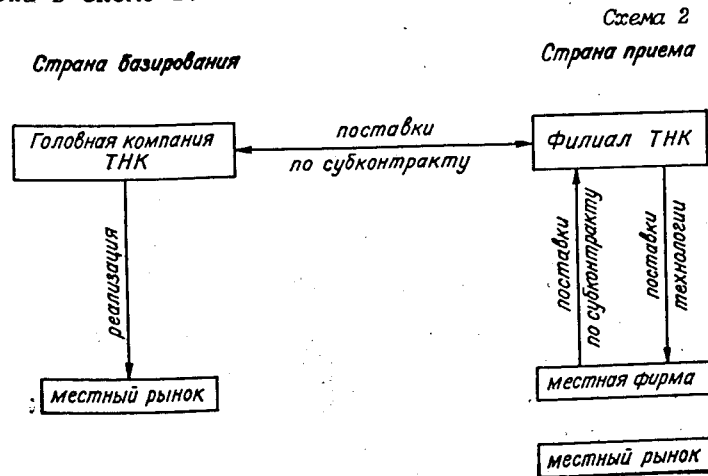 Схема 2
Страна базирования
Страна приема
Головная компания
ТНК
поставки
по субконтракту
Филиал ТНК
реализация
поставки
по субконтракту
поставки
технологии
местный рынок
местная фирма
местный рынок